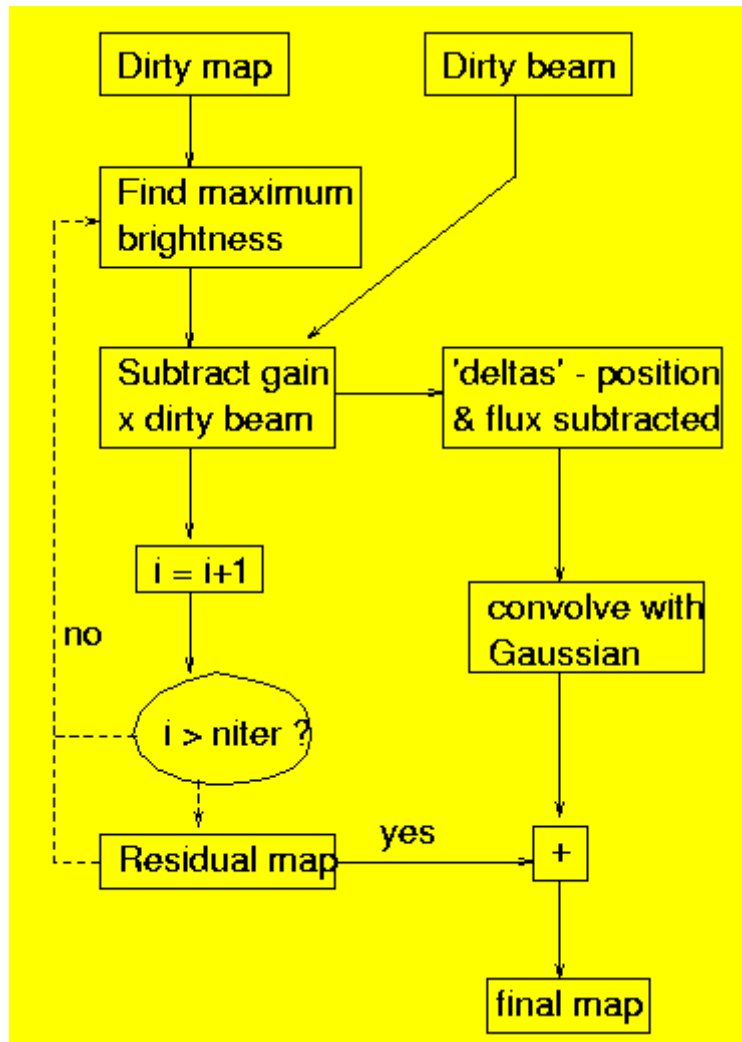 Dirty map
Dirty beam
Find maximum
brightness
Subtract gain
x dirty beam
'deltas' - position
& flux subtracted
i = i+1
convolve with
Gaussian
no
i > niter ?
yes
Residual map
+
final map